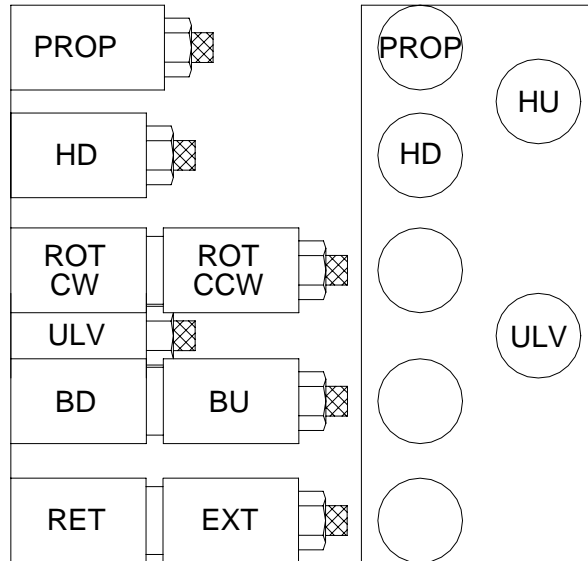 PROP
PROP
HU
HD
HD
ROT
CW
ROT
CCW
ULV
ULV
BD
BU
RET
EXT